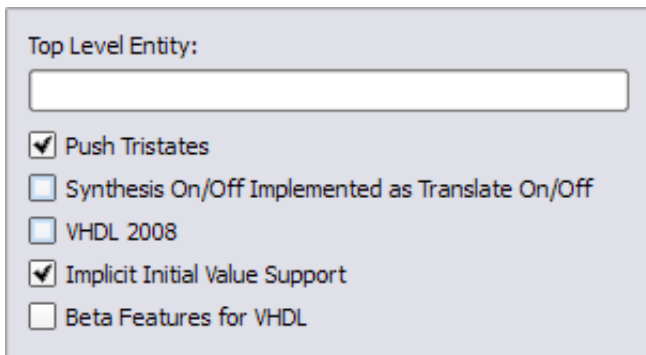 Top Level Entity:
Push Tristates
Synthesis On/Off Implemented as Translate On/Off
VHDL 2008
Implicit Initial Value Support
Beta Features for VHDL